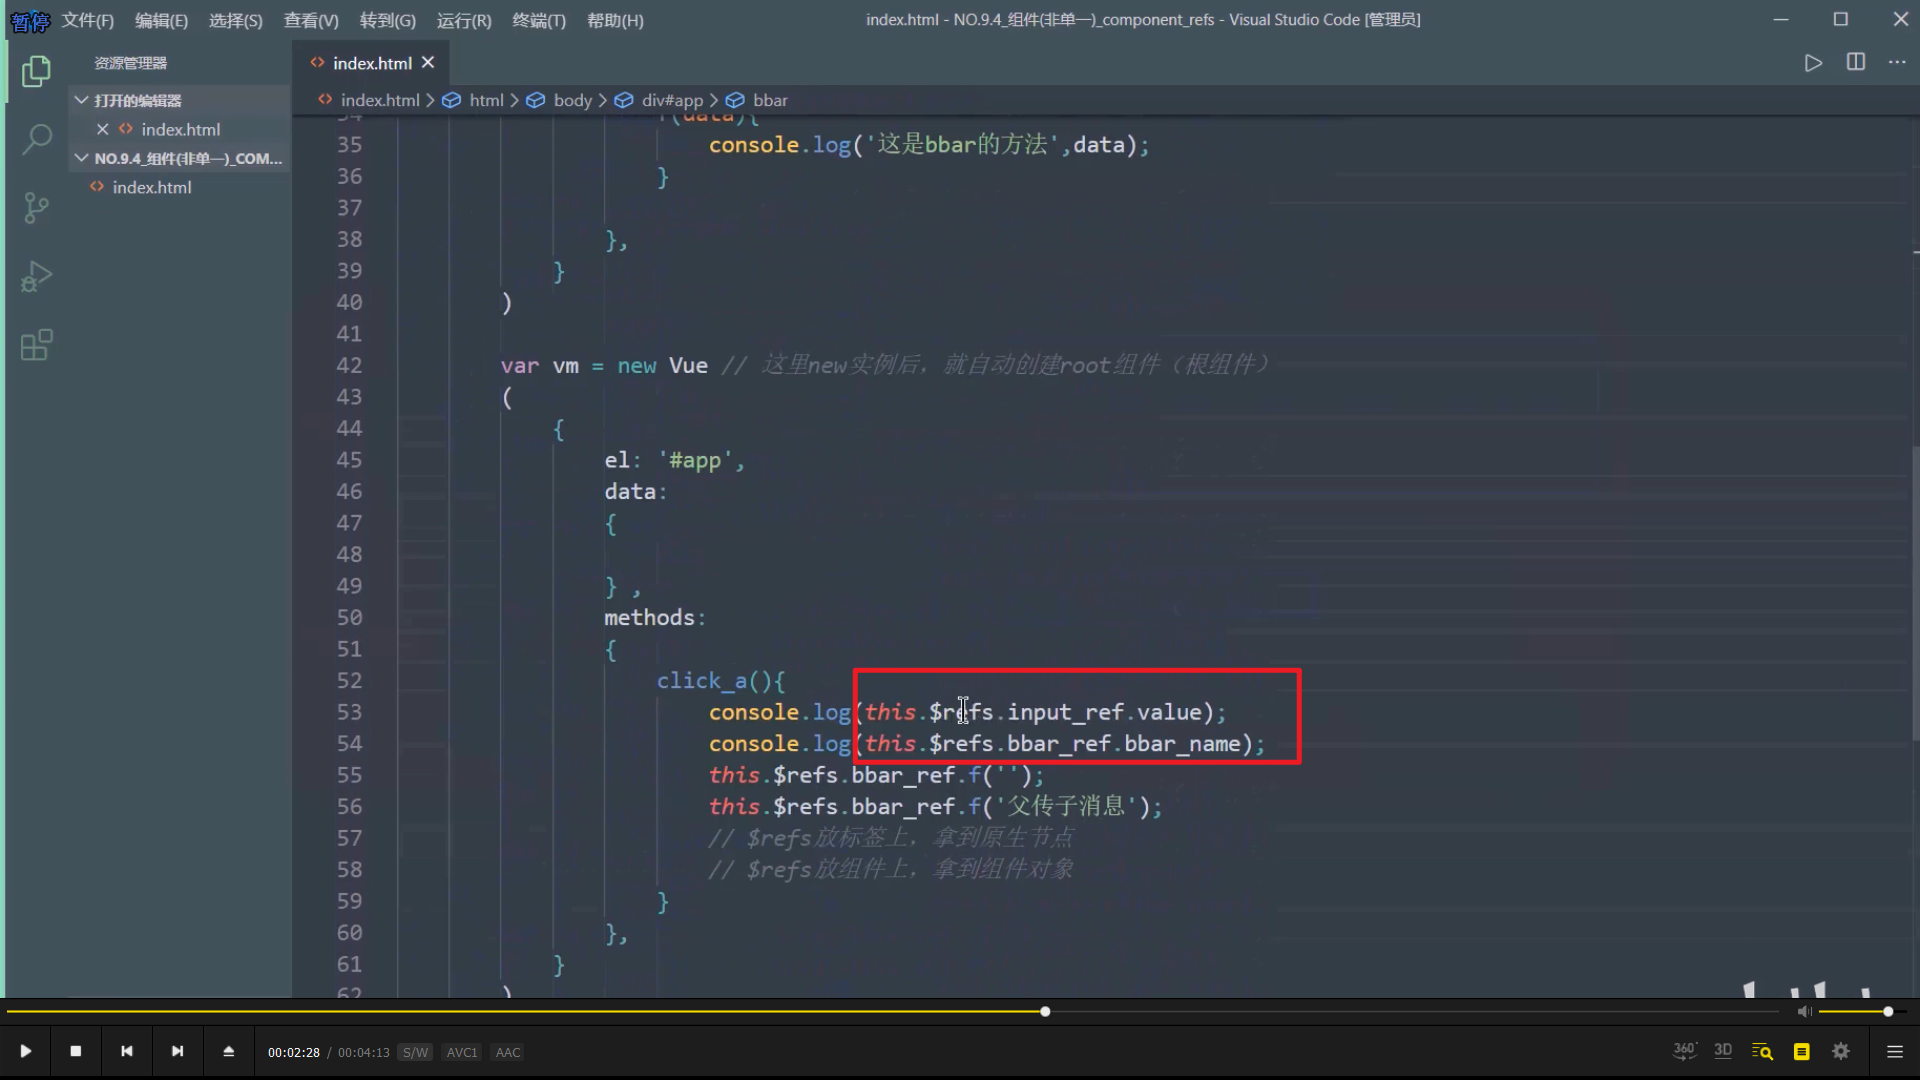 暂停 文件(F) 编辑(E) 选择(S) 查看(V) 转到(G) 运行(R) 终端(T) 帮助(H) index.html - NO.9.4_组件(非单一)_component_refs - Visual Studio Code [管理员]
资源管理器
index.html
打开的编辑器
index.html > html > body > div#app > bbar
index.html
NO.9.4_组件(非单一)_COM...
index.html
34 f(data){
35 console.log('这是bbar的方法',data);
36 }
37
38 },
39 }
40 )
41
42 var vm = new Vue // 这里new实例后，就自动创建root组件（根组件）
43 (
44 {
45 el: '#app',
46 data:
47 {
48
49 } ,
50 methods:
51 {
52 click_a(){
53 console.log(this.$refs.input_ref.value);
54 console.log(this.$refs.bbar_ref.bbar_name);
55 this.$refs.bbar_ref.f('');
56 this.$refs.bbar_ref.f('父传子消息');
57 // $refs放标签上，拿到原生节点
58 // $refs放组件上，拿到组件对象
59 }
60 },
61 }
62 )
00:02:28 / 00:04:13 S/W AVC1 AAC 360° 3D